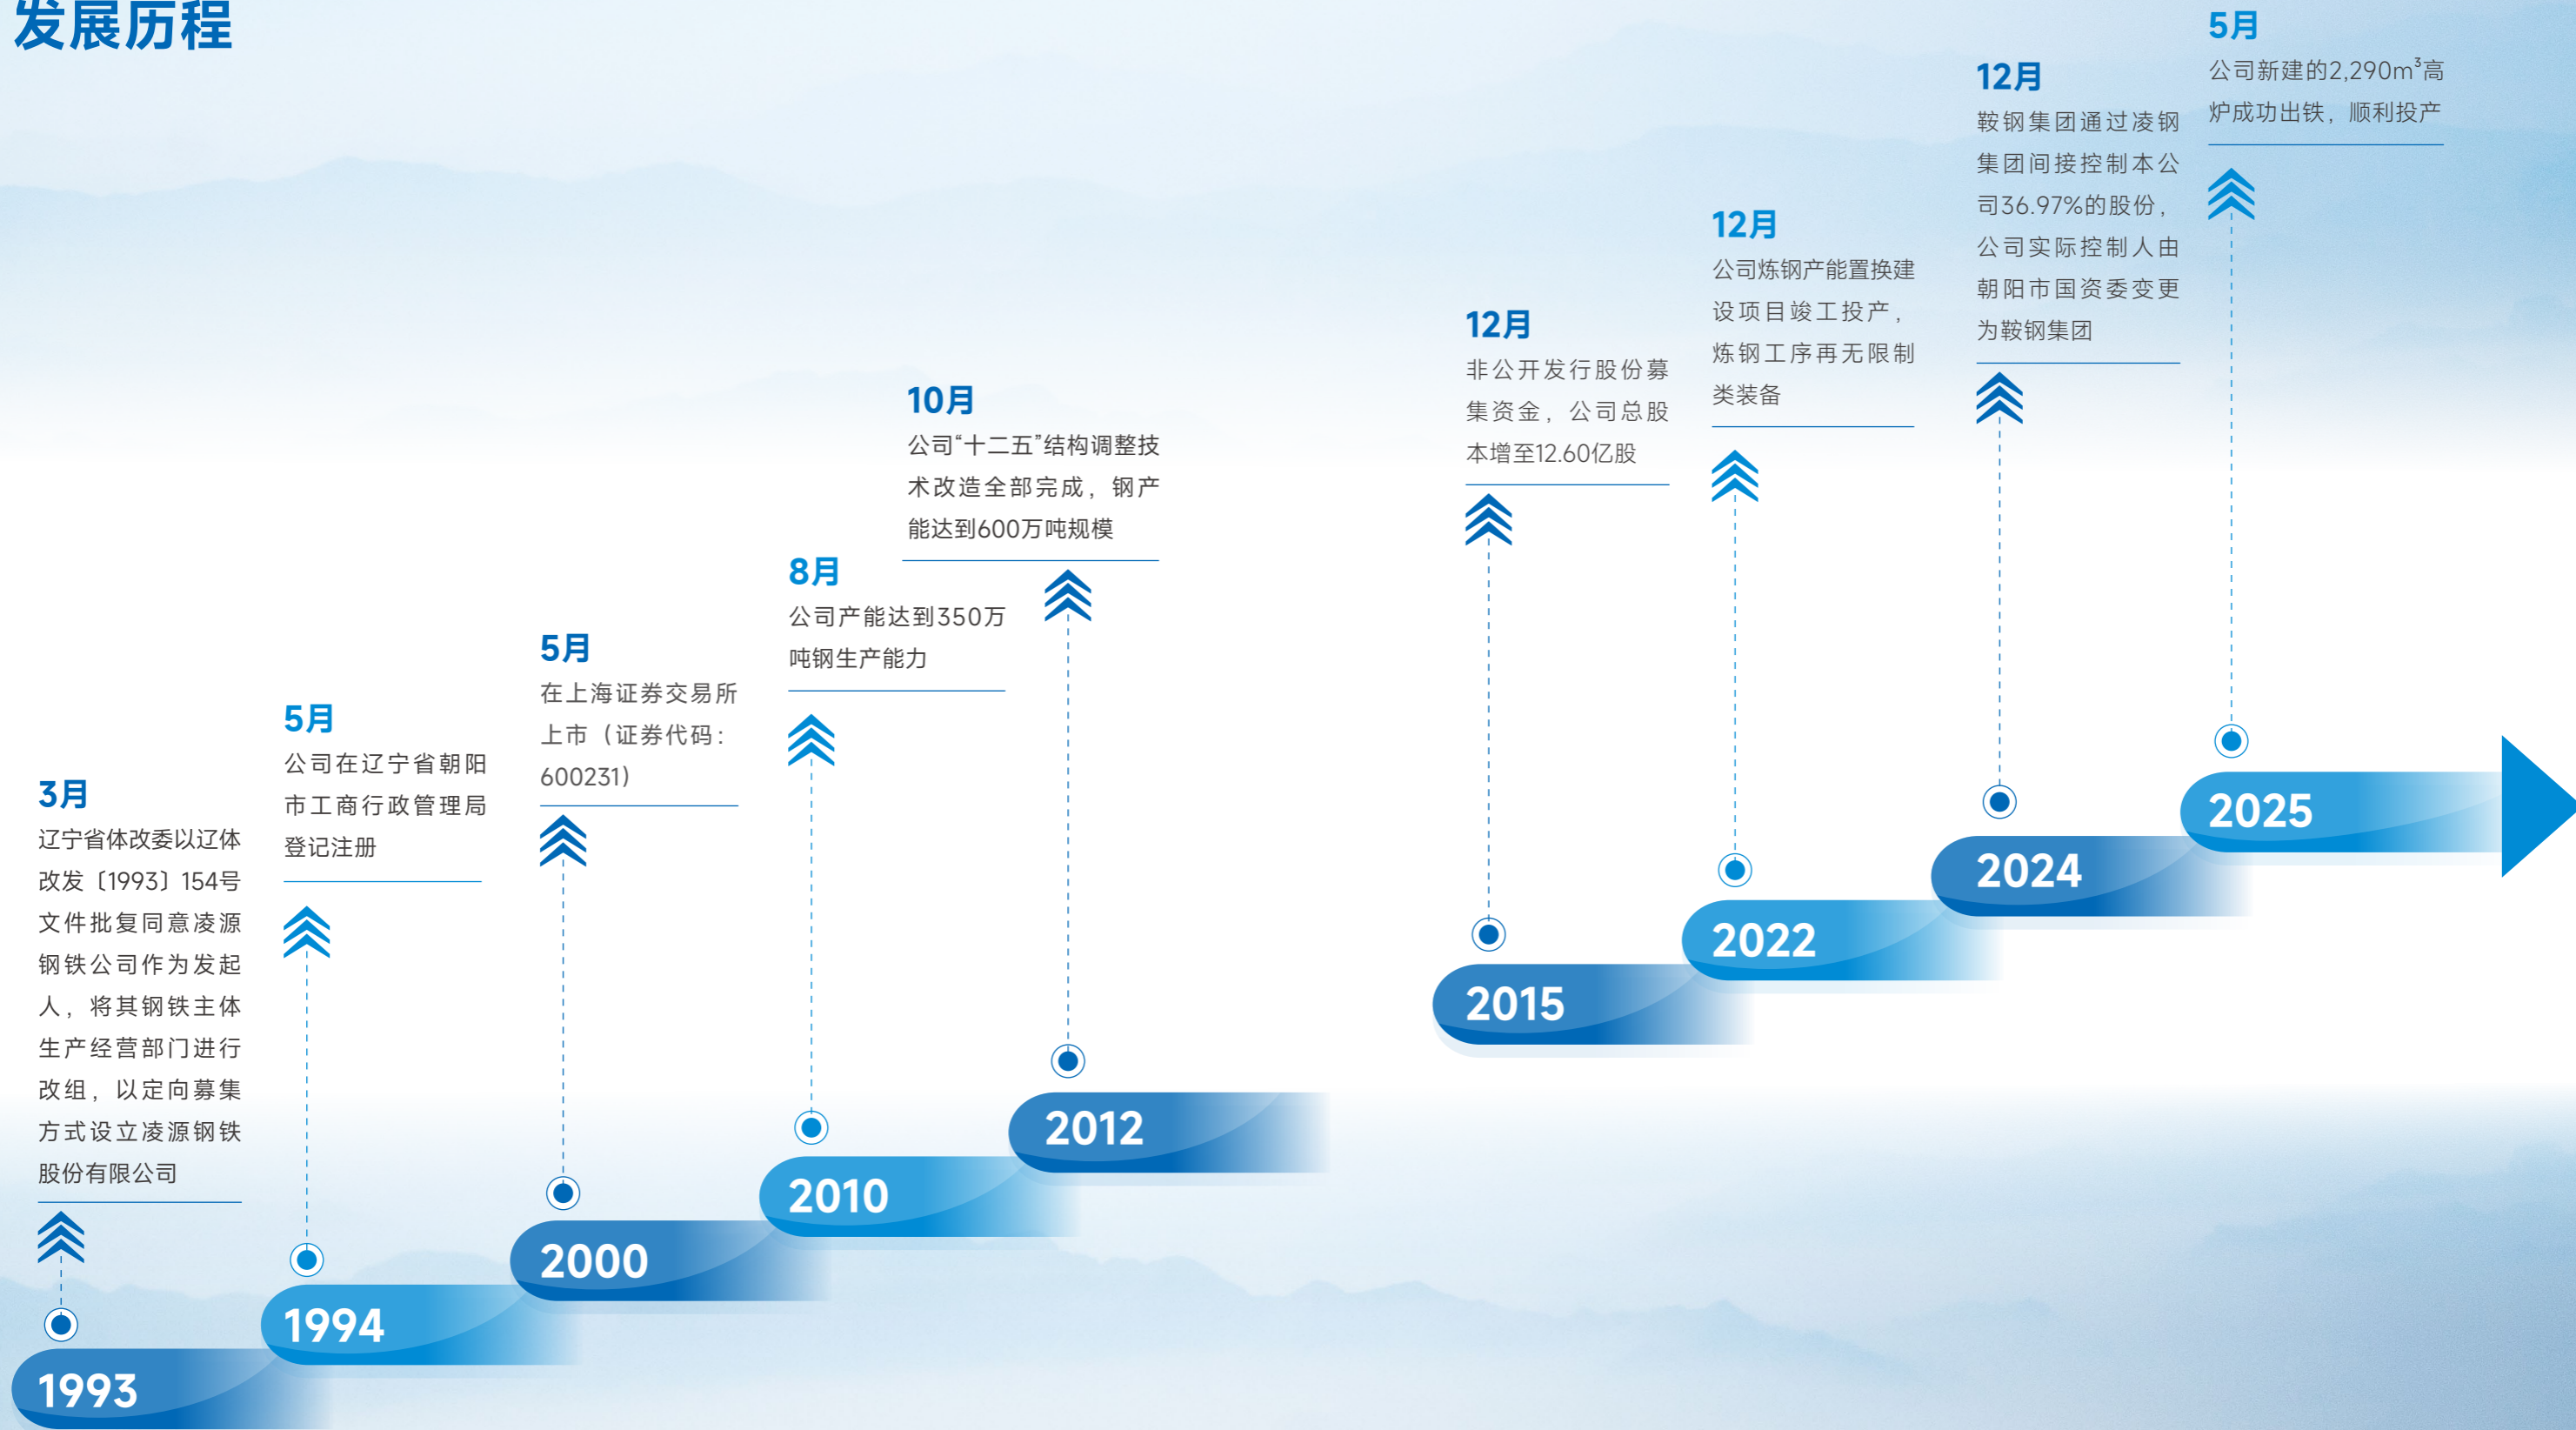 发展历程
3月
辽宁省体改委以辽体
改发〔1993〕154号
文件批复同意凌源
钢铁公司作为发起
人，将其钢铁主体
生产经营部门进行
改组，以定向募集
方式设立凌源钢铁
股份有限公司
1993
5月
公司在辽宁省朝阳
市工商行政管理局
登记注册
1994
5月
在上海证券交易所
上市（证券代码：
600231）
2000
8月
公司产能达到350万
吨钢生产能力
2010
10月
公司“十二五”结构调整技
术改造全部完成，钢产
能达到600万吨规模
2012
12月
非公开发行股份募
集资金，公司总股
本增至12.60亿股
2015
12月
公司炼钢产能置换建
设项目竣工投产，
炼钢工序再无限制
类装备
2022
12月
鞍钢集团通过凌钢
集团间接控制本公
司36.97%的股份，
公司实际控制人由
朝阳市国资委变更
为鞍钢集团
2024
5月
公司新建的2,290m³高
炉成功出铁，顺利投产
2025